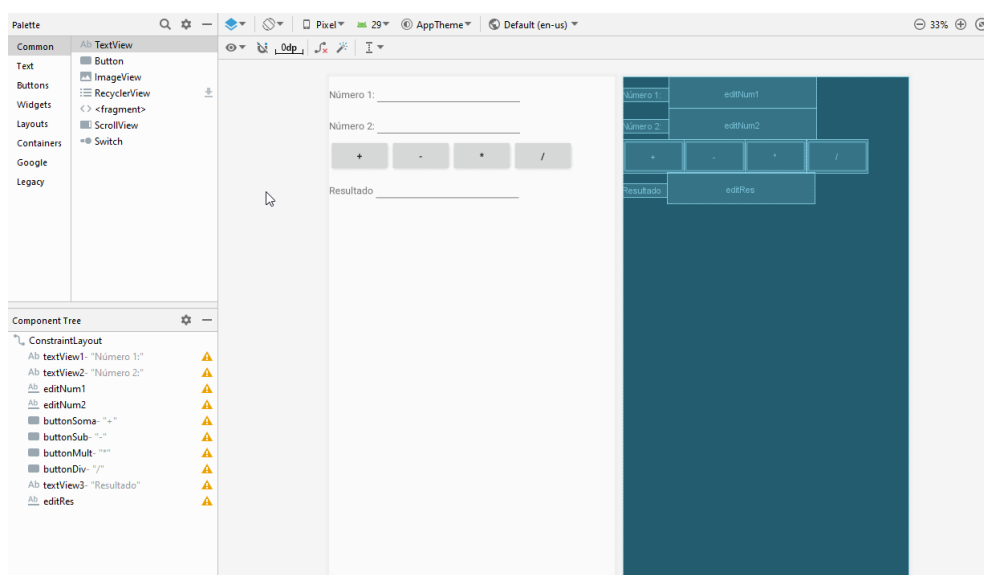 Palette
Pixel
29
AppTheme
Default (en-us)
33%
Common
Text
Buttons
Widgets
Layouts
Containers
Google
Legacy
Ab TextView
Button
ImageView
RecyclerView
<fragment>
ScrollView
Switch
0dp
Número 1:
Número 2:
+ - * /
Resultado
Número 1: editNum1
Número 2: editNum2
+ - * /
Resultado editRes
Component Tree
ConstraintLayout
Ab textView1- "Número 1:"
Ab textView2- "Número 2:"
Ab editNum1
Ab editNum2
buttonSoma- "+"
buttonSub- "-"
buttonMult- "*"
buttonDiv- "/"
Ab textView3- "Resultado"
Ab editRes